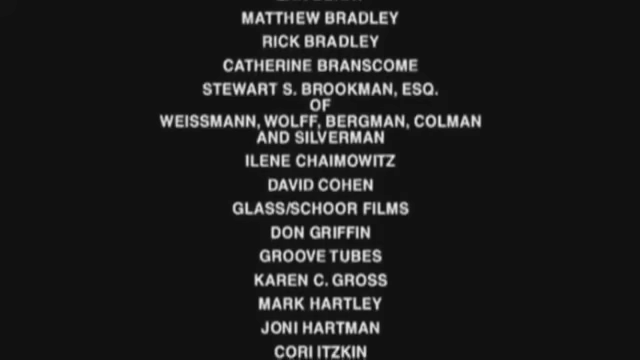 MATTHEW BRADLEY
RICK BRADLEY
CATHERINE BRANSCOME
STEWART S. BROOKMAN, ESQ.
OF
WEISSMANN, WOLFF, BERGMAN, COLMAN
AND SILVERMAN
ILENE CHAIMOWITZ
DAVID COHEN
GLASS/SCHOOR FILMS
DON GRIFFIN
GROOVE TUBES
KAREN C. GROSS
MARK HARTLEY
JONI HARTMAN
CORI ITZKIN